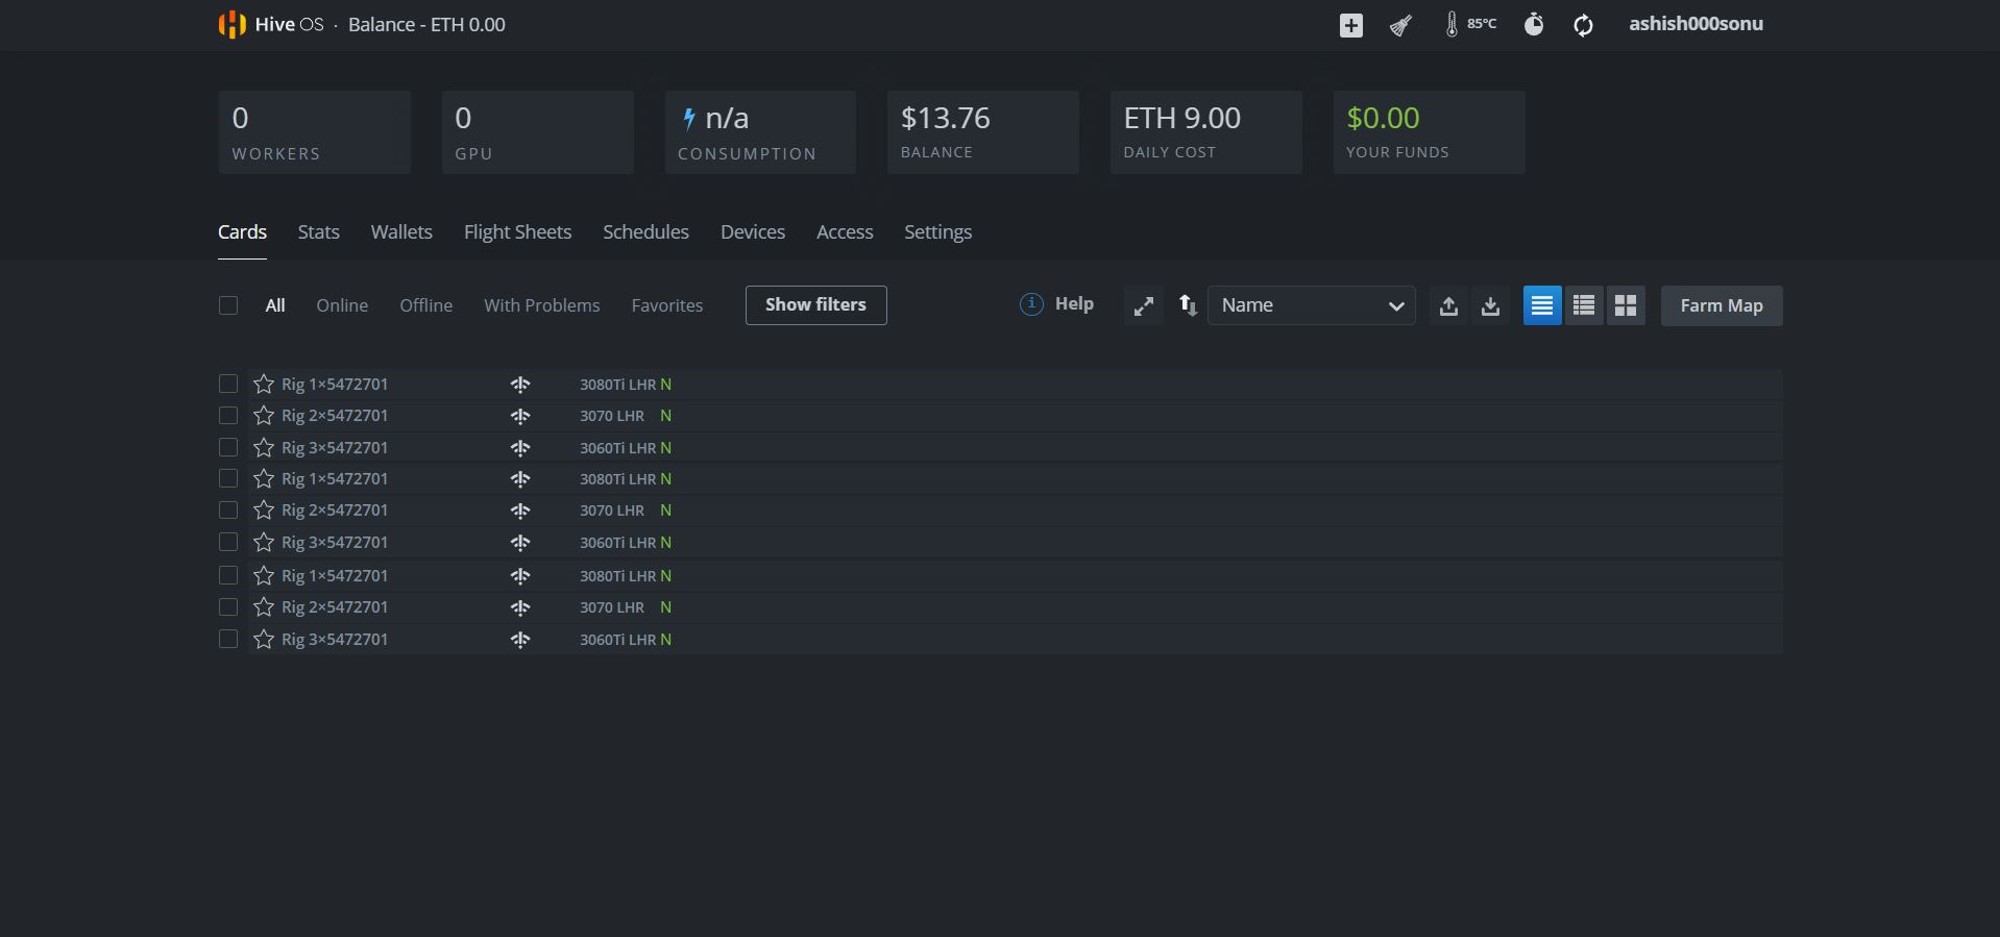 Hive OS · Balance - ETH 0.00 85°C ashish000sonu
0 0 n/a $13.76 ETH 9.00 $0.00
WORKERS GPU CONSUMPTION BALANCE DAILY COST YOUR FUNDS
Cards Stats Wallets Flight Sheets Schedules Devices Access Settings
All Online Offline With Problems Favorites Show filters Help Name Farm Map
Rig 1×5472701 3080Ti LHR N
Rig 2×5472701 3070 LHR N
Rig 3×5472701 3060Ti LHR N
Rig 1×5472701 3080Ti LHR N
Rig 2×5472701 3070 LHR N
Rig 3×5472701 3060Ti LHR N
Rig 1×5472701 3080Ti LHR N
Rig 2×5472701 3070 LHR N
Rig 3×5472701 3060Ti LHR N